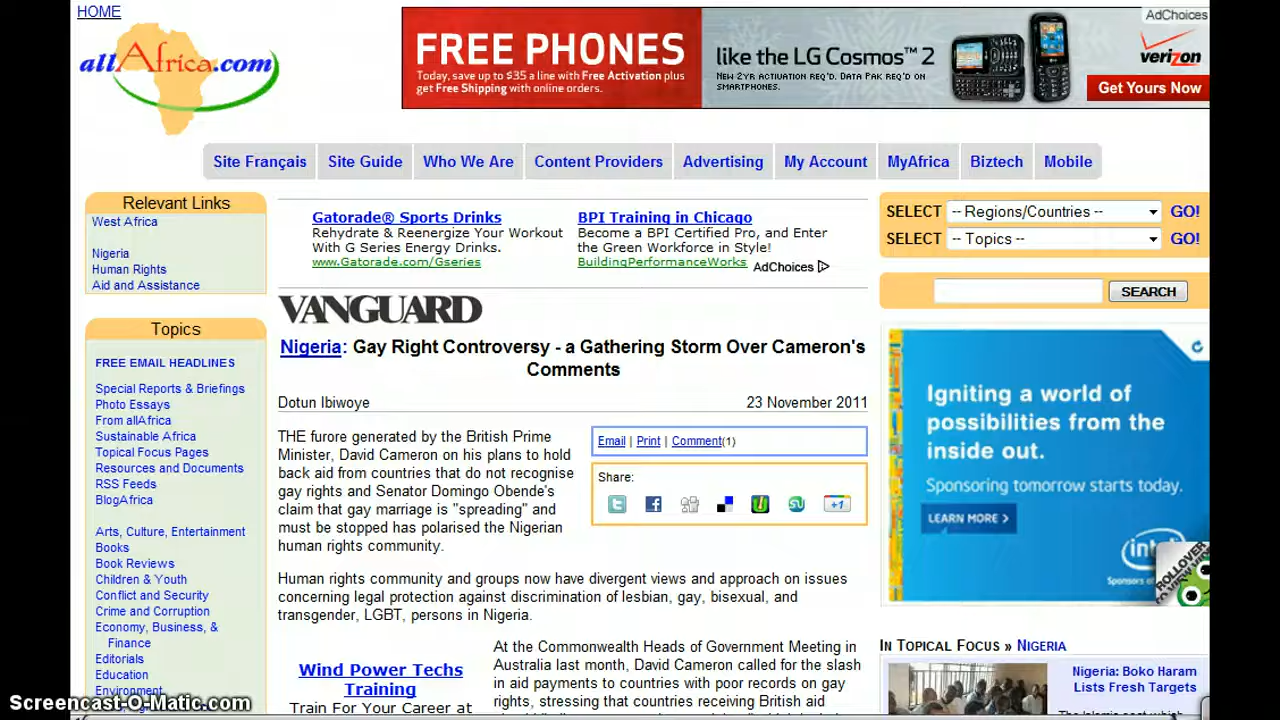 HOME
allAfrica.com
AdChoices
FREE PHONES
Today, save up to $35 a line with Free Activation plus
get Free Shipping with online orders.
like the LG Cosmos™ 2
NEW 2YR ACTIVATION REQ'D. DATA PAK REQ'D ON
SMARTPHONES.
verizon
Get Yours Now
Site Français
Site Guide
Who We Are
Content Providers
Advertising
My Account
MyAfrica
Biztech
Mobile
Relevant Links
West Africa
Nigeria
Human Rights
Aid and Assistance
Topics
FREE EMAIL HEADLINES
Special Reports & Briefings
Photo Essays
From allAfrica
Sustainable Africa
Topical Focus Pages
Resources and Documents
RSS Feeds
BlogAfrica
Arts, Culture, Entertainment
Books
Book Reviews
Children & Youth
Conflict and Security
Crime and Corruption
Economy, Business, &
Finance
Editorials
Education
Environment
Gatorade® Sports Drinks
Rehydrate & Reenergize Your Workout
With G Series Energy Drinks.
www.Gatorade.com/Gseries
BPI Training in Chicago
Become a BPI Certified Pro, and Enter
the Green Workforce in Style!
BuildingPerformanceWorks
AdChoices
VANGUARD
Nigeria: Gay Right Controversy - a Gathering Storm Over Cameron's
Comments
Dotun Ibiwoye 23 November 2011
THE furore generated by the British Prime
Minister, David Cameron on his plans to hold
back aid from countries that do not recognise
gay rights and Senator Domingo Obende's
claim that gay marriage is "spreading" and
must be stopped has polarised the Nigerian
human rights community.
Email | Print | Comment(1)
Share:
+1
Human rights community and groups now have divergent views and approach on issues
concerning legal protection against discrimination of lesbian, gay, bisexual, and
transgender, LGBT, persons in Nigeria.
Wind Power Techs
Training
Train For Your Career at
At the Commonwealth Heads of Government Meeting in
Australia last month, David Cameron called for the slash
in aid payments to countries with poor records on gay
rights, stressing that countries receiving British aid
SELECT -- Regions/Countries -- GO!
SELECT -- Topics -- GO!
SEARCH
Igniting a world of
possibilities from the
inside out.
Sponsoring tomorrow starts today.
LEARN MORE >
intel
ROLLOVER
IN TOPICAL FOCUS » NIGERIA
Nigeria: Boko Haram
Lists Fresh Targets
The Islamic sect which
Screencast-O-Matic.com